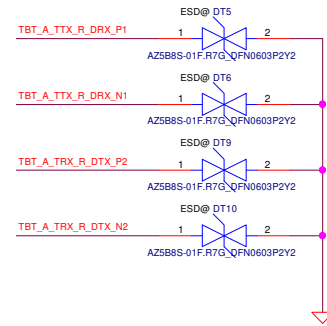 ESD@ DT5
TBT_A_TTX_R_DRX_P1
1
2
AZ5B8S-01F.R7G_DFN0603P2Y2
ESD@ DT6
TBT_A_TTX_R_DRX_N1
1
2
AZ5B8S-01F.R7G_DFN0603P2Y2
ESD@ DT9
TBT_A_TRX_R_DTX_P2
1
2
AZ5B8S-01F.R7G_DFN0603P2Y2
ESD@ DT10
TBT_A_TRX_R_DTX_N2
1
2
AZ5B8S-01F.R7G_DFN0603P2Y2